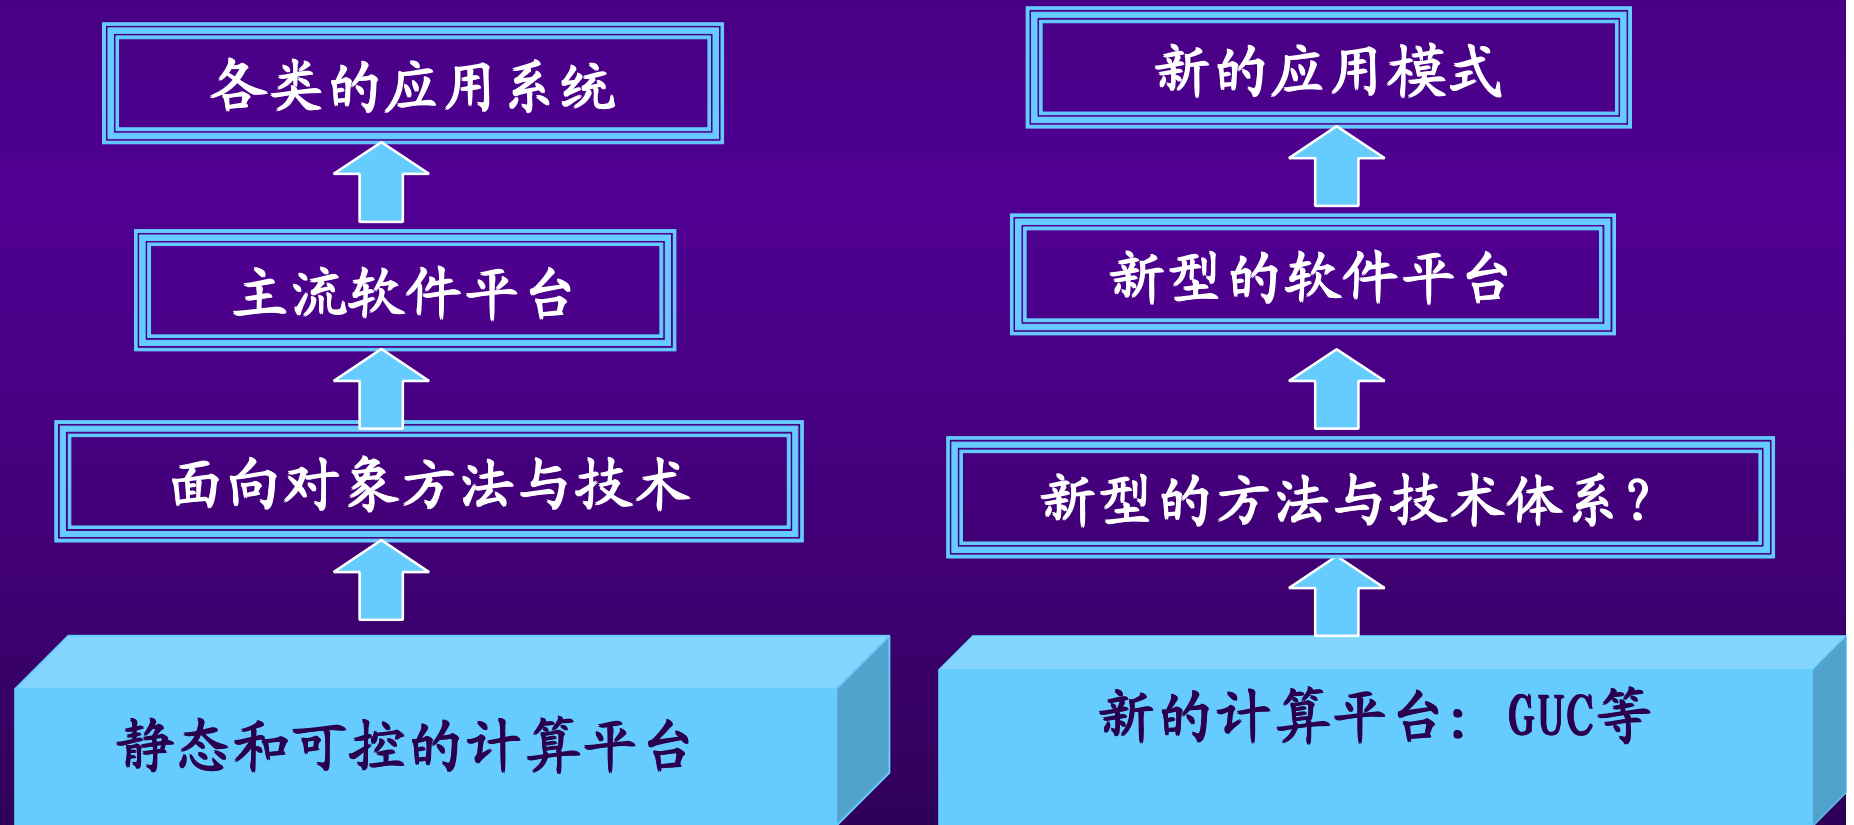 各类的应用系统
主流软件平台
面向对象方法与技术
静态和可控的计算平台
新的应用模式
新型的软件平台
新型的方法与技术体系?
新的计算平台: GUC等